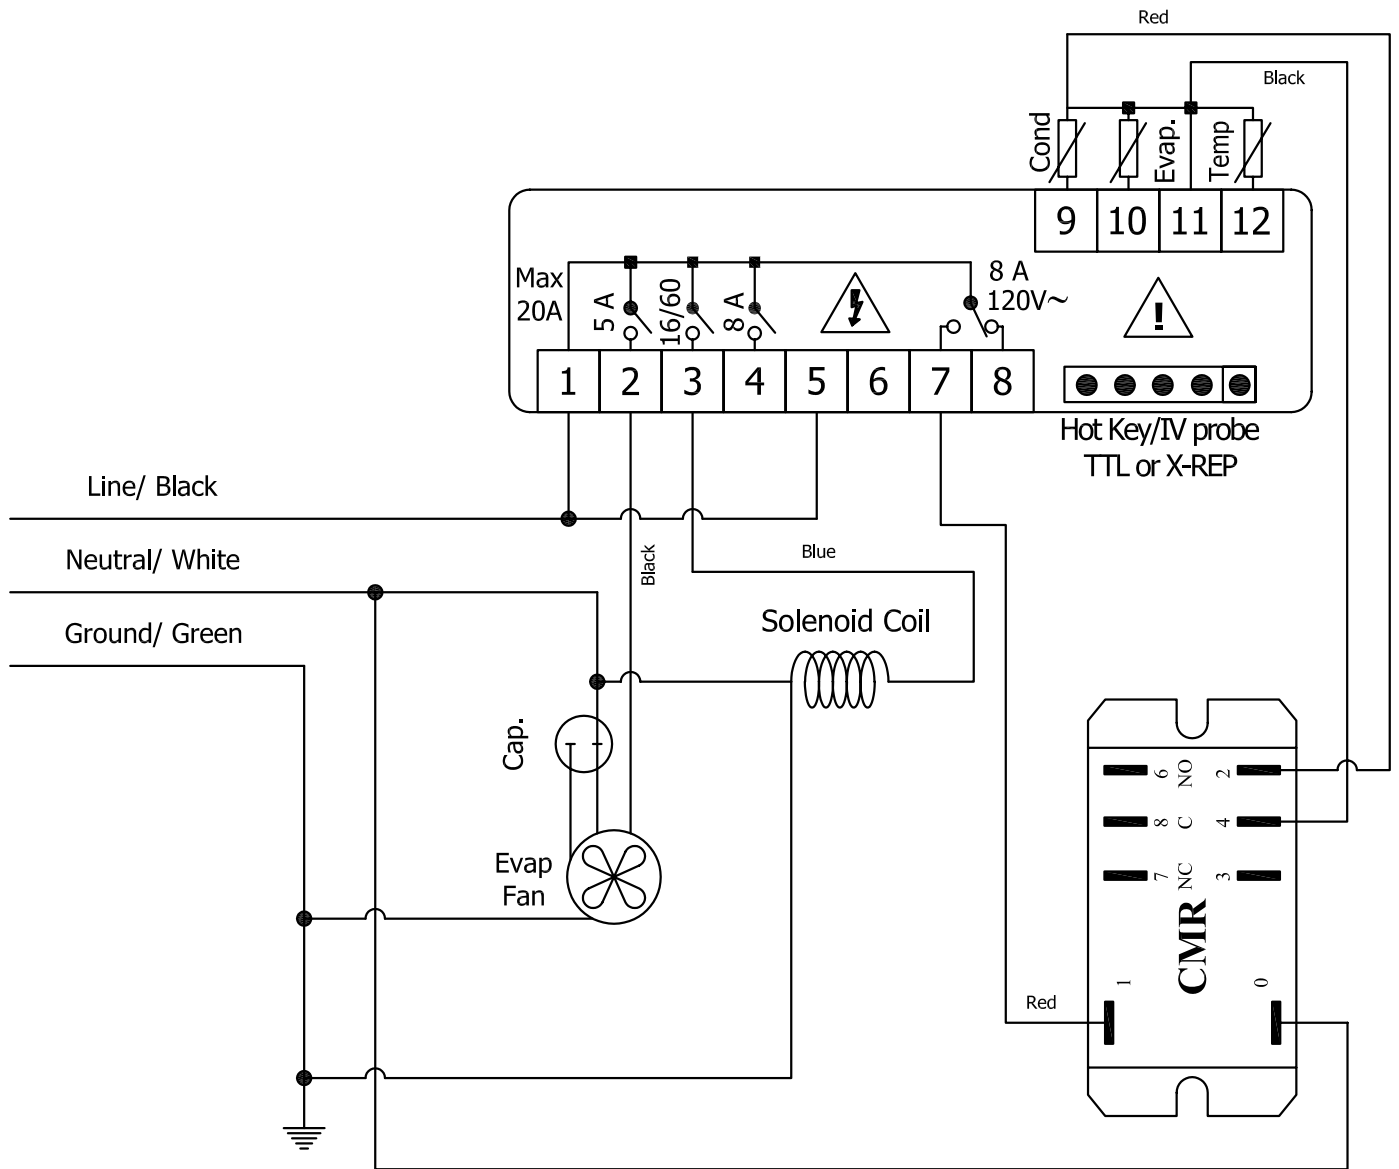 Red
Black
Cond
Evap.
Temp
9 10 11 12
Max
20A
5 A
16/60
8 A
8 A
120V~
!
1 2 3 4 5 6 7 8
Hot Key/IV probe
TTL or X-REP
Line/ Black
Neutral/ White
Ground/ Green
Black
Blue
Solenoid Coil
Cap.
Evap
Fan
6 NO 2
8 C 4
7 NC 3
CMR
1 0
Red